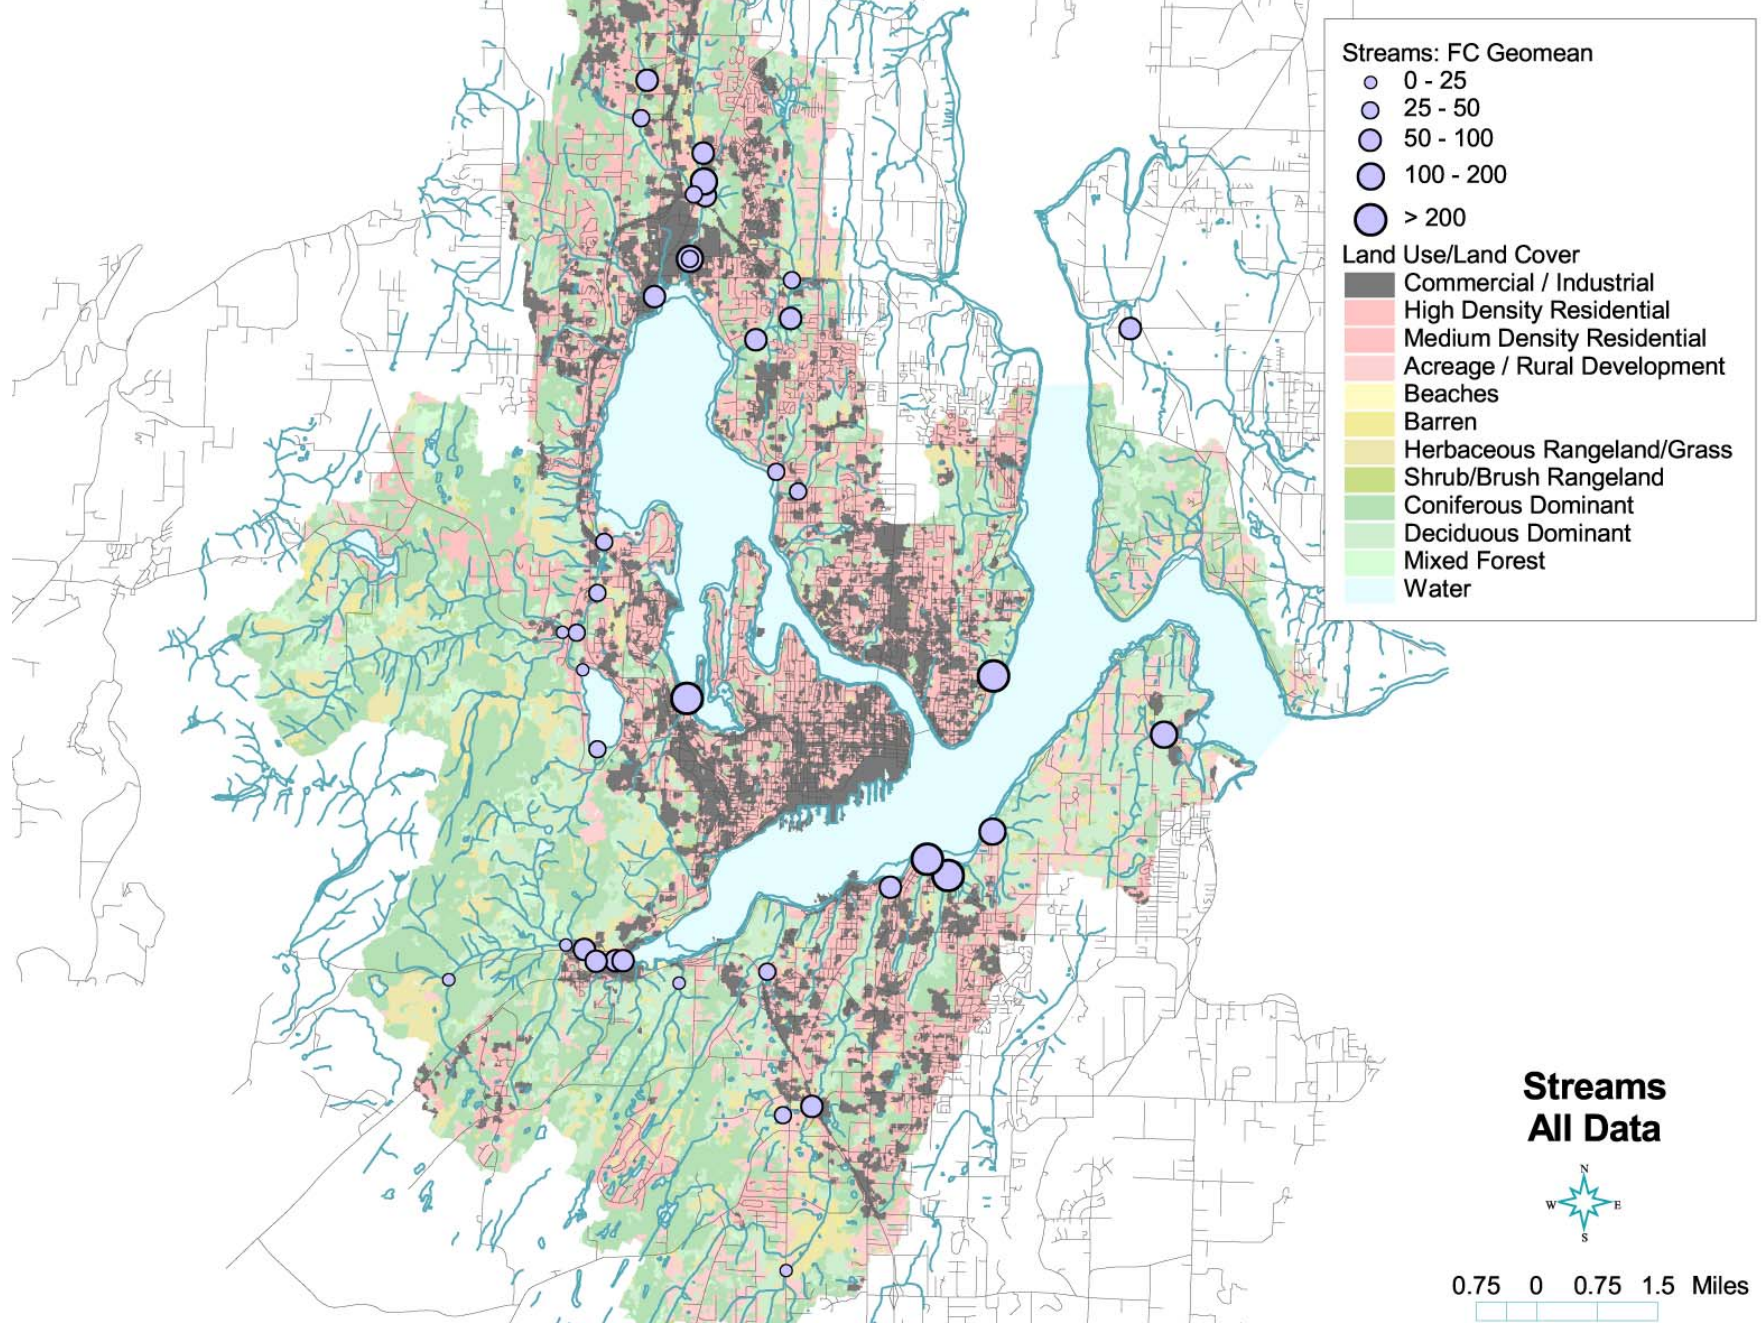 Streams: FC Geomean
0 - 25
25 - 50
50 - 100
100 - 200
> 200
Land Use/Land Cover
Commercial / Industrial
High Density Residential
Medium Density Residential
Acreage / Rural Development
Beaches
Barren
Herbaceous Rangeland/Grass
Shrub/Brush Rangeland
Coniferous Dominant
Deciduous Dominant
Mixed Forest
Water
Streams
All Data
N
W E
S
0.75 0 0.75 1.5 Miles